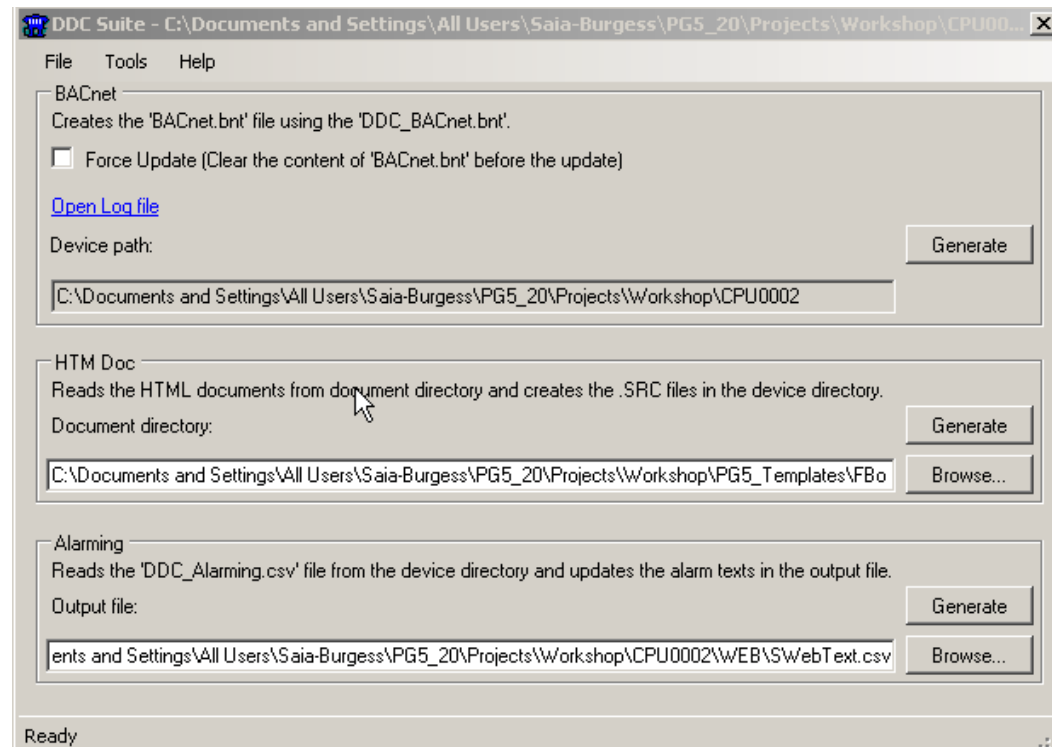 DDC Suite - C:\Documents and Settings\All Users\Saia-Burgess\PG5_20\Projects\Workshop\CPU00...
File Tools Help
BACnet
Creates the 'BACnet.bnt' file using the 'DDC_BACnet.bnt'.
Force Update (Clear the content of 'BACnet.bnt' before the update)
Open Log file
Device path:
Generate
C:\Documents and Settings\All Users\Saia-Burgess\PG5_20\Projects\Workshop\CPU0002
HTM Doc
Reads the HTML documents from document directory and creates the .SRC files in the device directory.
Document directory:
Generate
C:\Documents and Settings\All Users\Saia-Burgess\PG5_20\Projects\Workshop\PG5_Templates\FBo
Browse...
Alarming
Reads the 'DDC_Alarming.csv' file from the device directory and updates the alarm texts in the output file.
Output file:
Generate
ents and Settings\All Users\Saia-Burgess\PG5_20\Projects\Workshop\CPU0002\WEB\SWebText.csv
Browse...
Ready